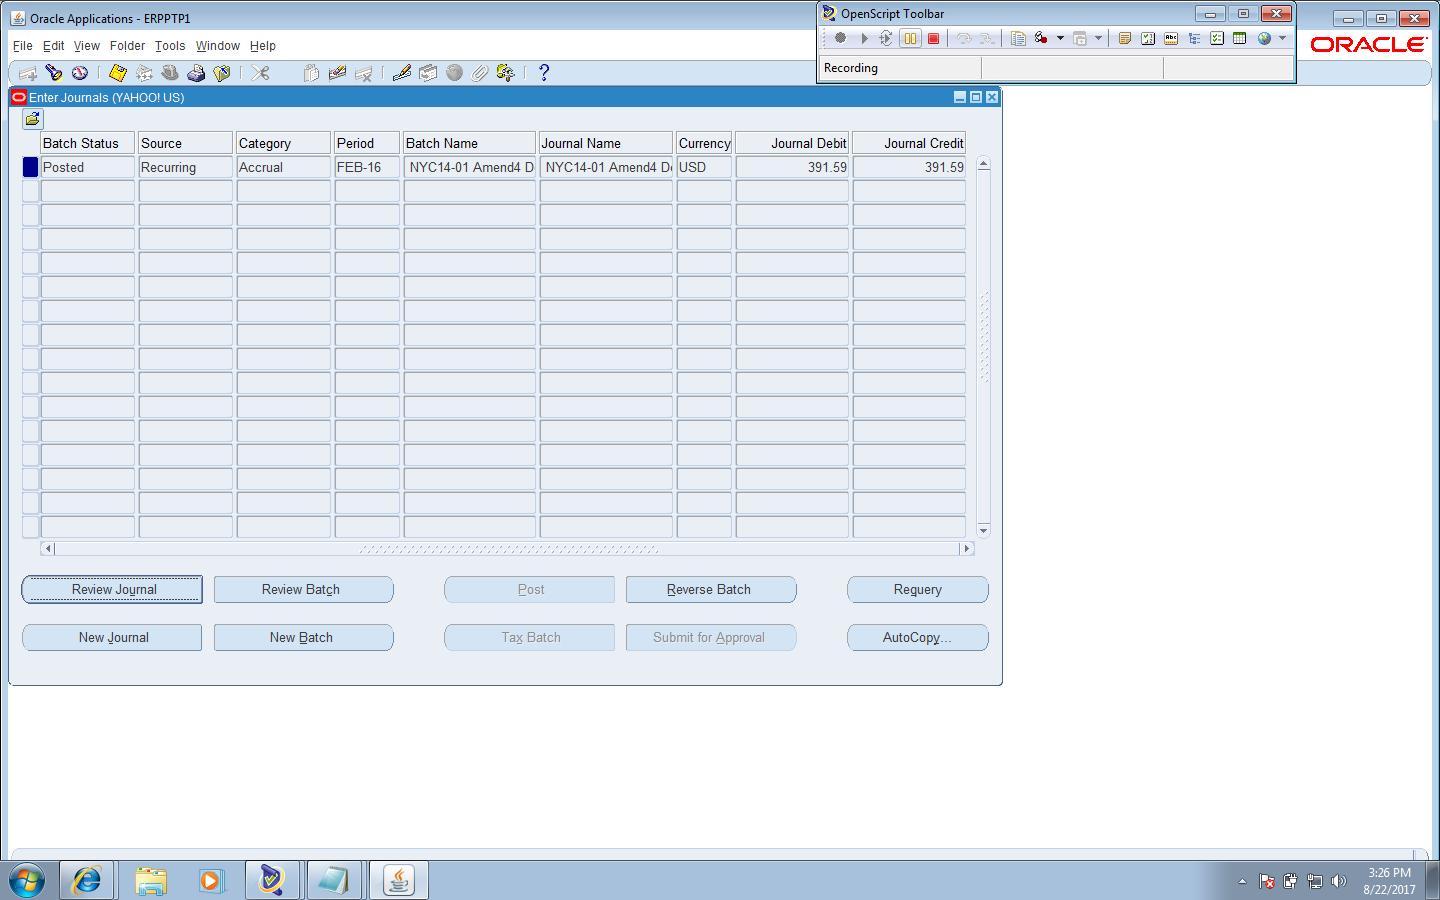 Oracle Applications - ERPPTP1
OpenScript Toolbar
File Edit View Folder Tools Window Help
ORACLE
Recording
Enter Journals (YAHOO! US)
Batch Status Source Category Period Batch Name Journal Name Currency Journal Debit Journal Credit
Posted Recurring Accrual FEB-16 NYC14-01 Amend4 D NYC14-01 Amend4 De USD 391.59 391.59
Review Journal Review Batch Post Reverse Batch Requery
New Journal New Batch Tax Batch Submit for Approval AutoCopy...
3:26 PM
8/22/2017